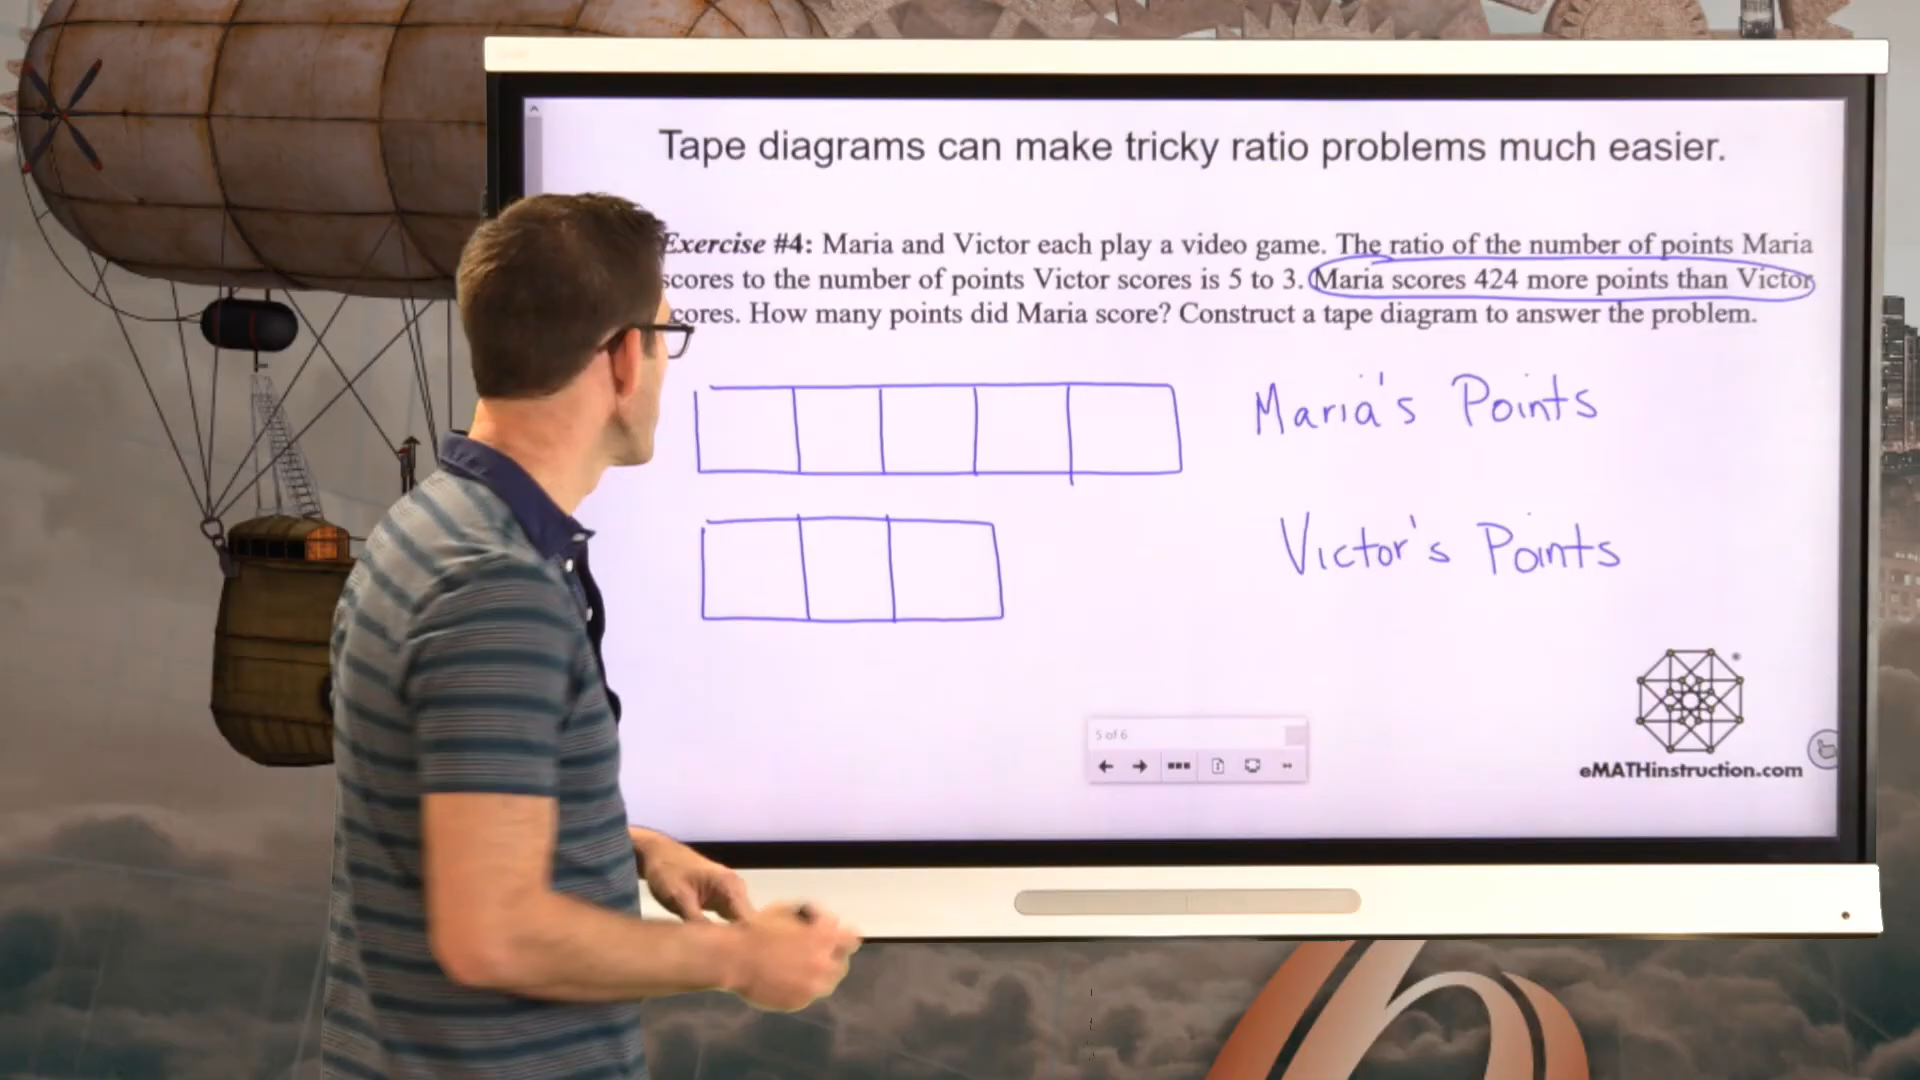 Tape diagrams can make tricky ratio problems much easier.
Exercise #4: Maria and Victor each play a video game. The ratio of the number of points Maria
scores to the number of points Victor scores is 5 to 3. Maria scores 424 more points than Victor
cores. How many points did Maria score? Construct a tape diagram to answer the problem.
Maria's Points
Victor's Points
5 of 6
eMATHinstruction.com